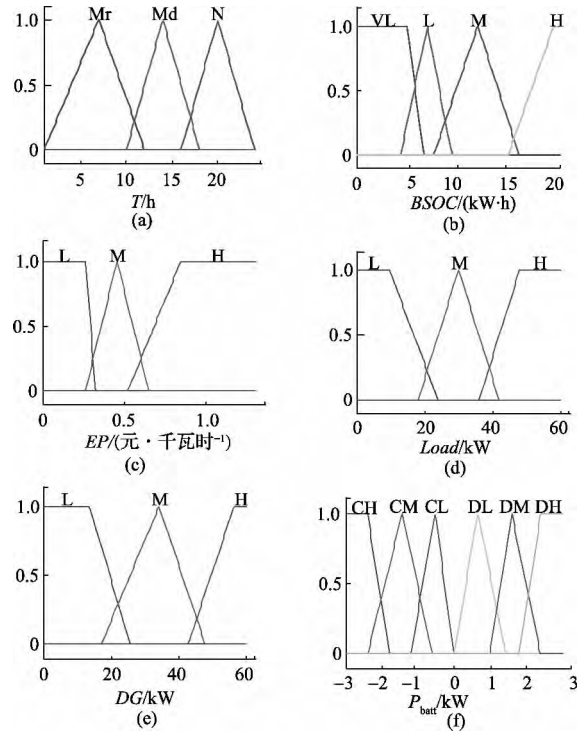 Mr Md N
1.0
0.5
0
5 10 15 20
T/h
(a)
VL L M H
1.0
0.5
0
0 5 10 15 20
BSOC/(kW·h)
(b)
L M H
1.0
0.5
0
0 0.5 1.0
EP/(元·千瓦时⁻¹)
(c)
L M H
1.0
0.5
0
0 20 40 60
Load/kW
(d)
L M H
1.0
0.5
0
0 20 40 60
DG/kW
(e)
CH CM CL DL DM DH
1.0
0.5
0
−3 −2 −1 0 1 2 3
P_batt/kW
(f)